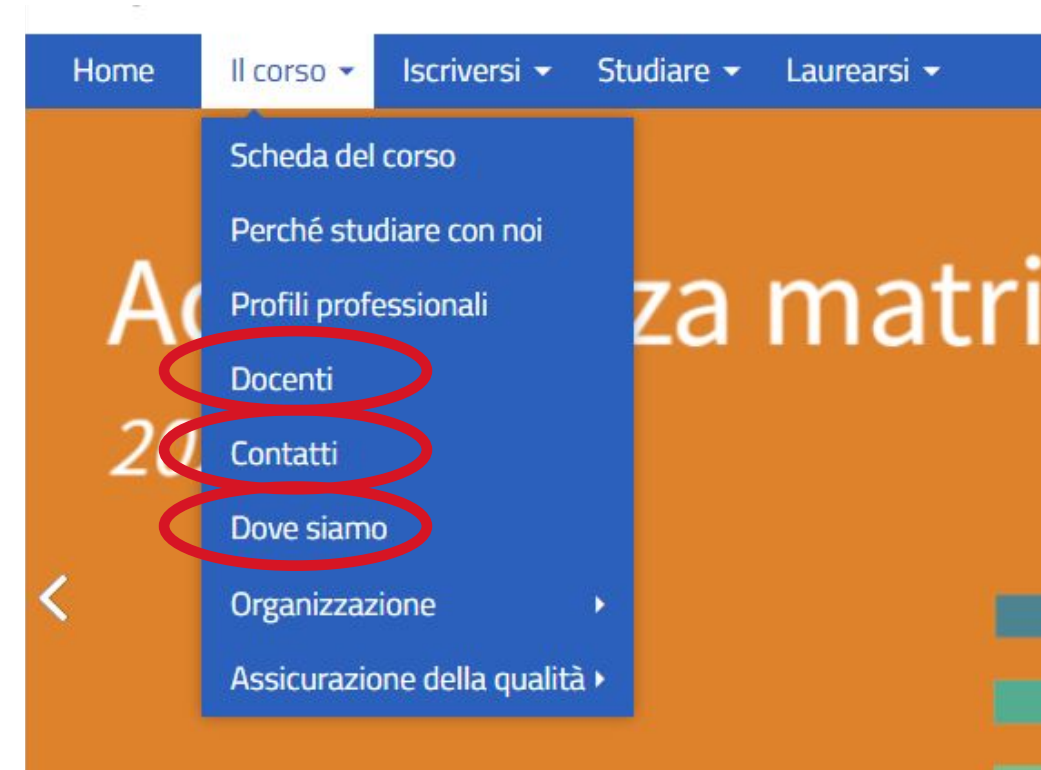 Home Il corso Iscriversi Studiare Laurearsi
Scheda del corso
Perché studiare con noi
Profili professionali
Docenti
Contatti
Dove siamo
Organizzazione
Assicurazione della qualità